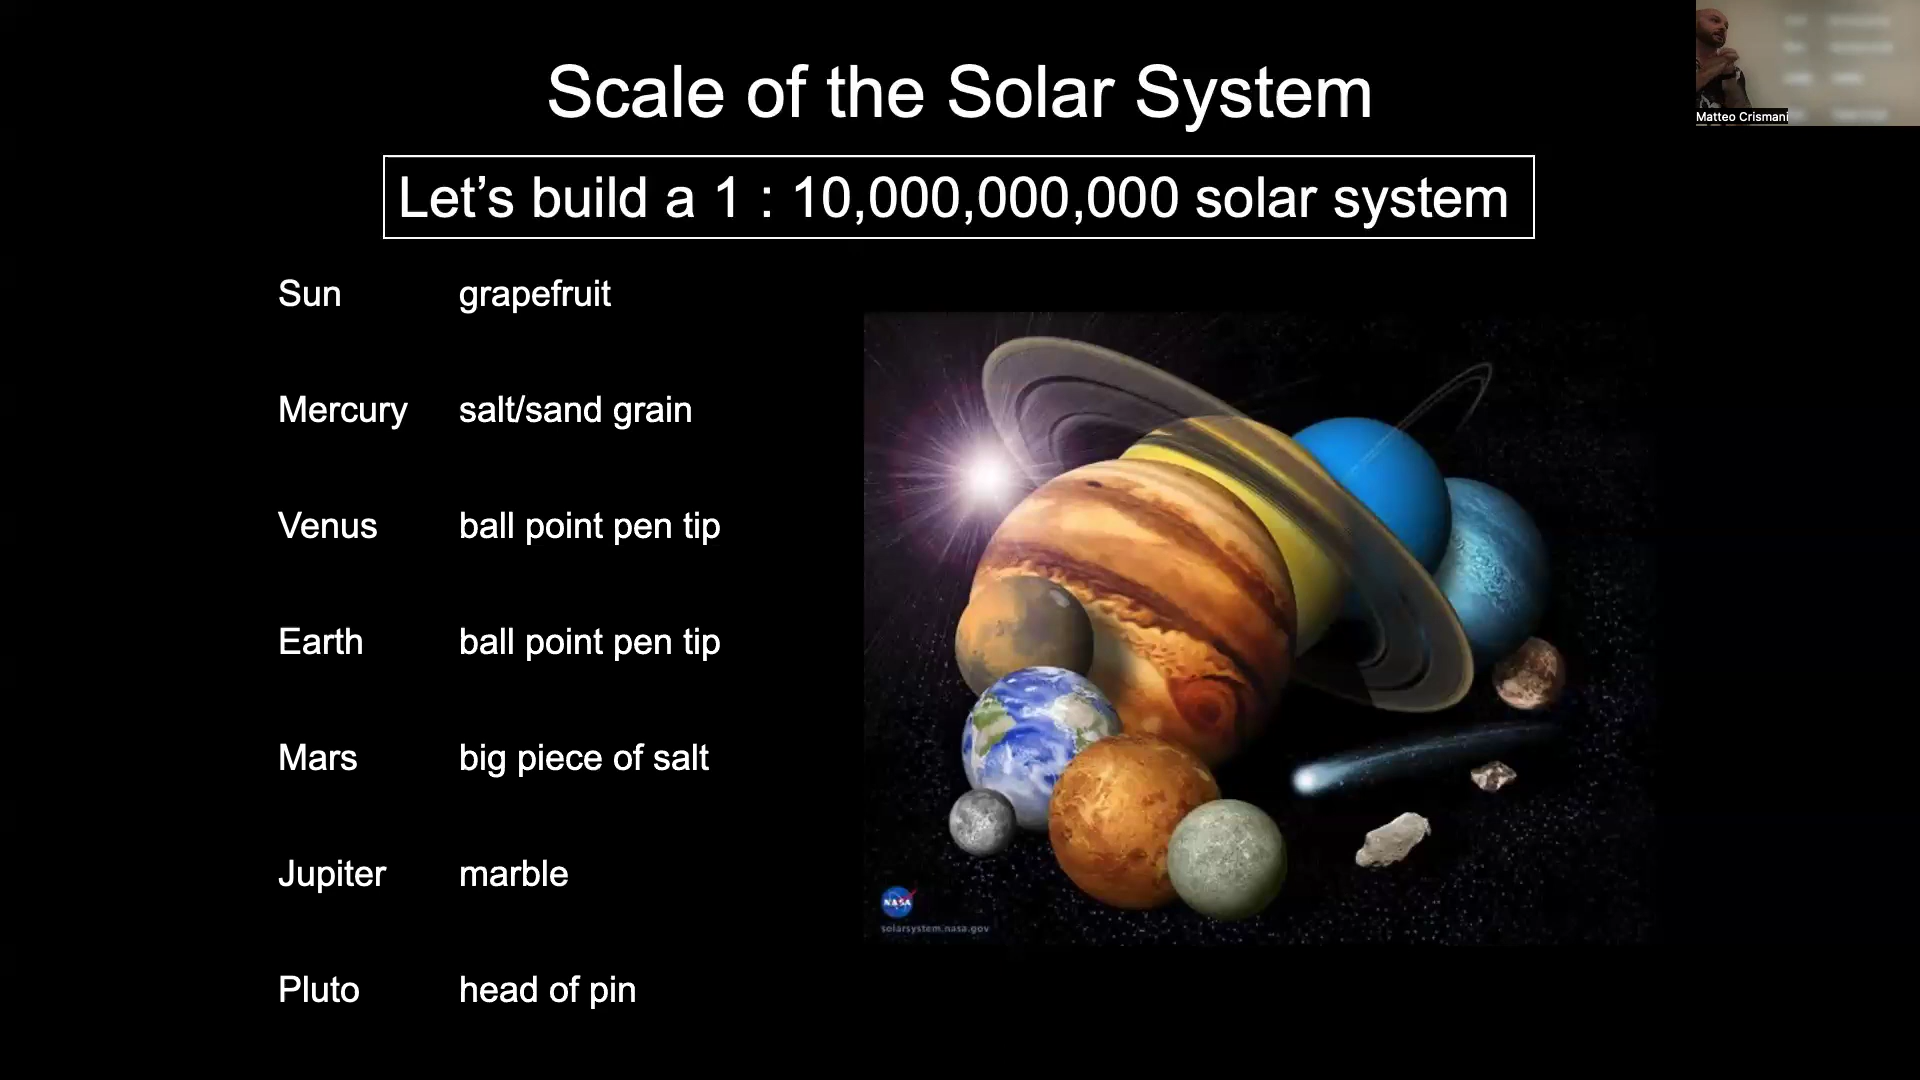 Scale of the Solar System
Matteo Crismani
Let’s build a 1 : 10,000,000,000 solar system
Sun grapefruit
Mercury salt/sand grain
Venus ball point pen tip
Earth ball point pen tip
Mars big piece of salt
Jupiter marble
Pluto head of pin
NASA
solarsystem.nasa.gov